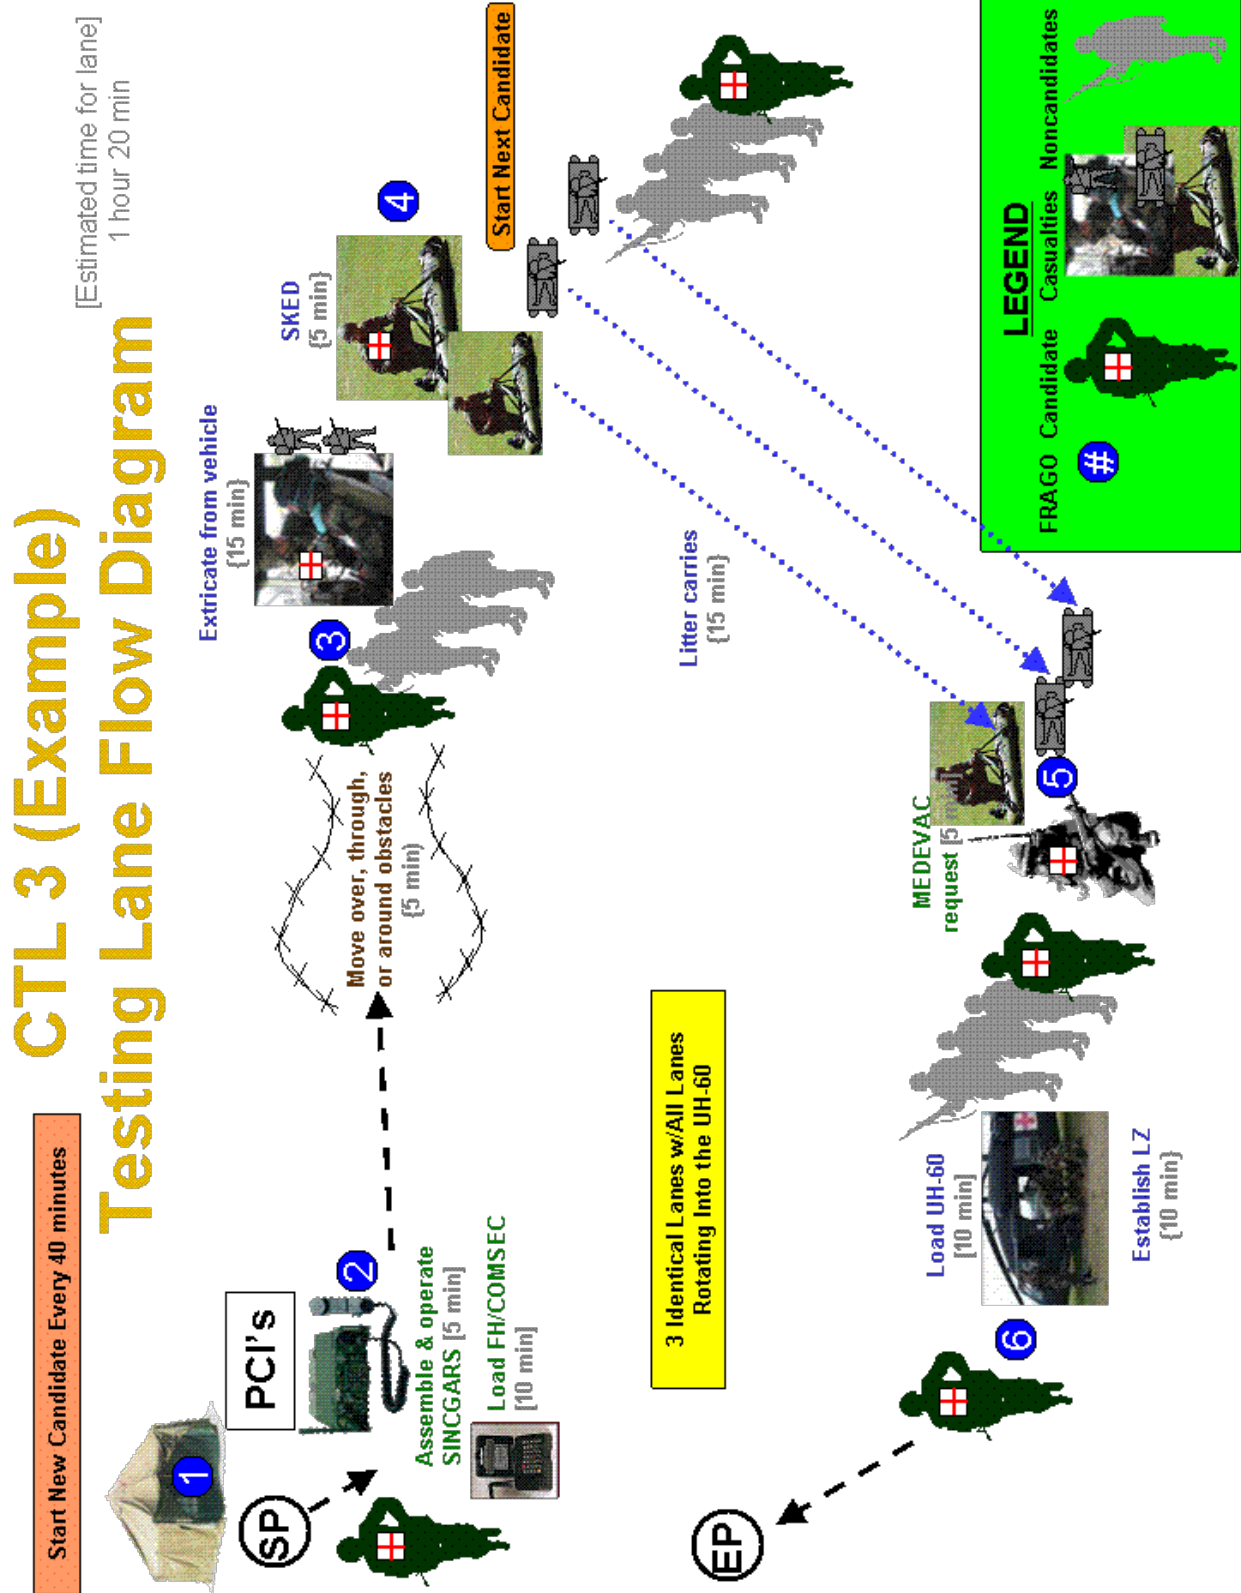 CTL 3 (Example)
Testing Lane Flow Diagram
[Estimated time for lane]
1 hour 20 min
Start New Candidate Every 40 minutes
1
SP
PCI's
2
Assemble & operate
SINCGARS [5 min]
Load FH/COMSEC
[10 min]
Move over, through,
or around obstacles
{5 min)
3
Extricate from vehicle
{15 min}
SKED
{5 min}
4
Start Next Candidate
Litter carries
{15 min}
3 Identical Lanes w/All Lanes
Rotating Into the UH-60
EP
6
Load UH-60
[10 min]
Establish LZ
{10 min}
MEDEVAC
request [5 min]
5
LEGEND
FRAGO Candidate Casualties Noncandidates
#